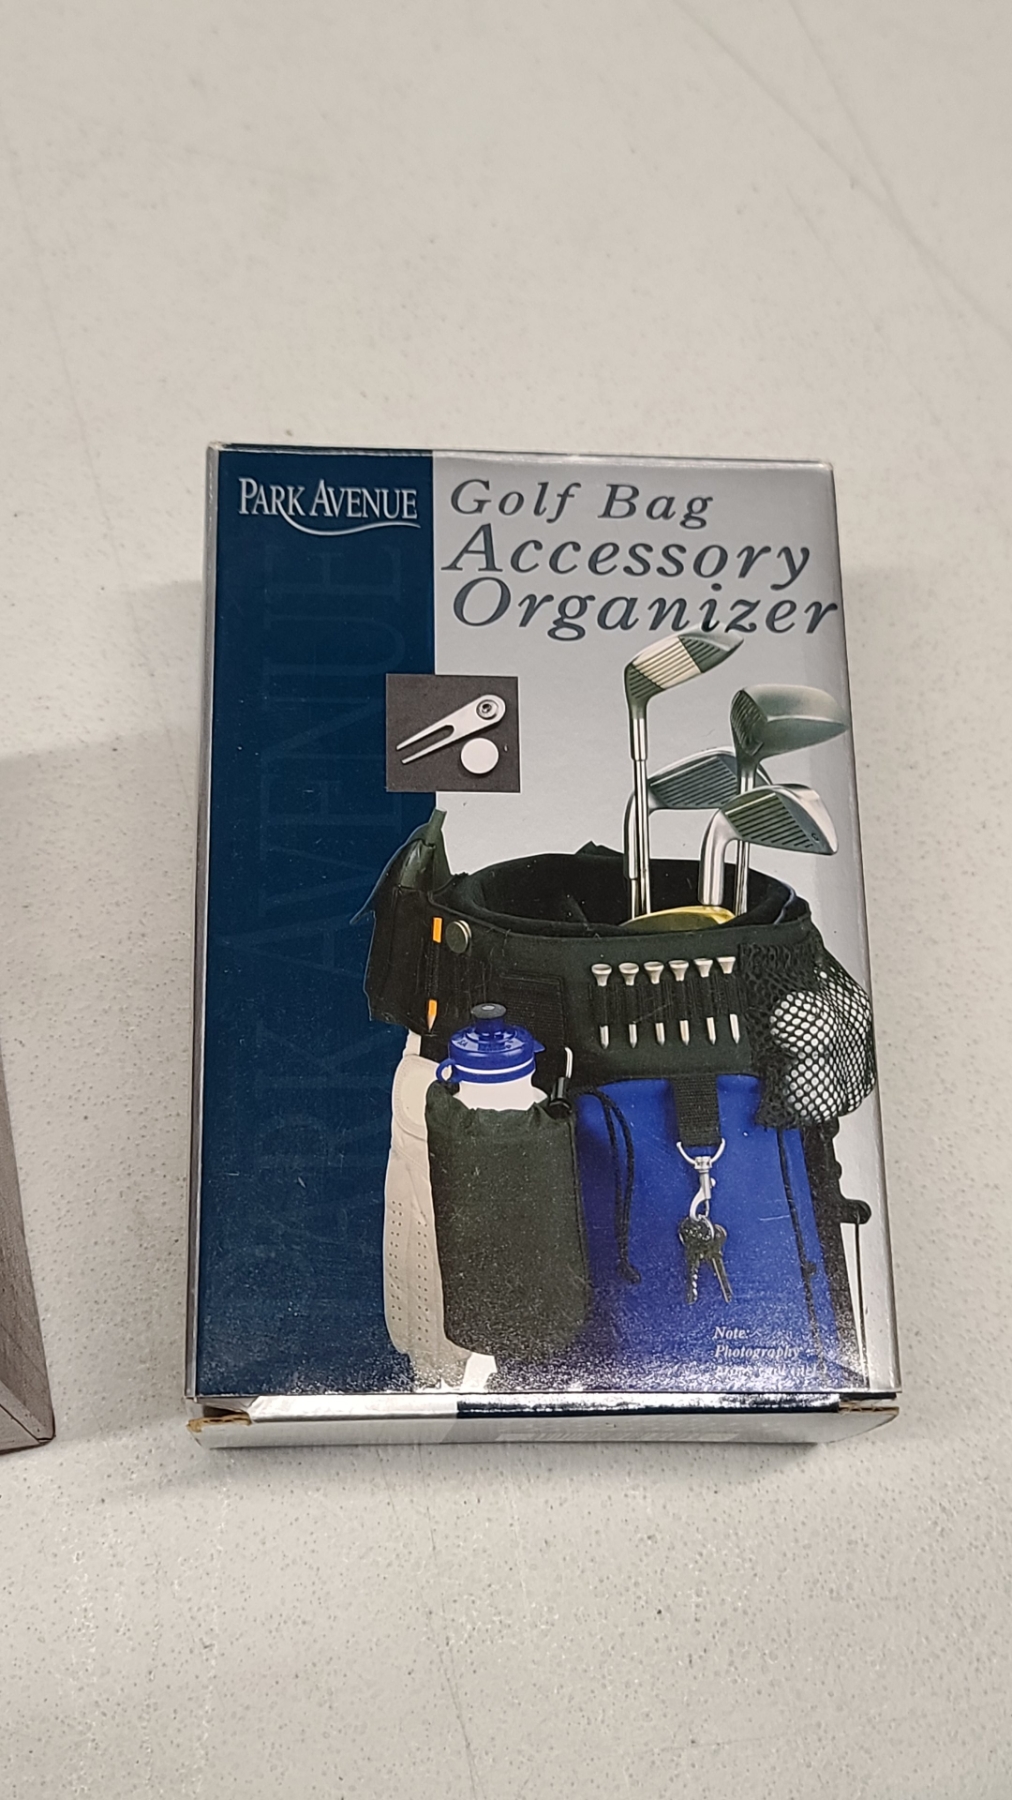 PARK AVENUE
Golf Bag
Accessory
Organizer
PARK AVENUE
Note:
Photography